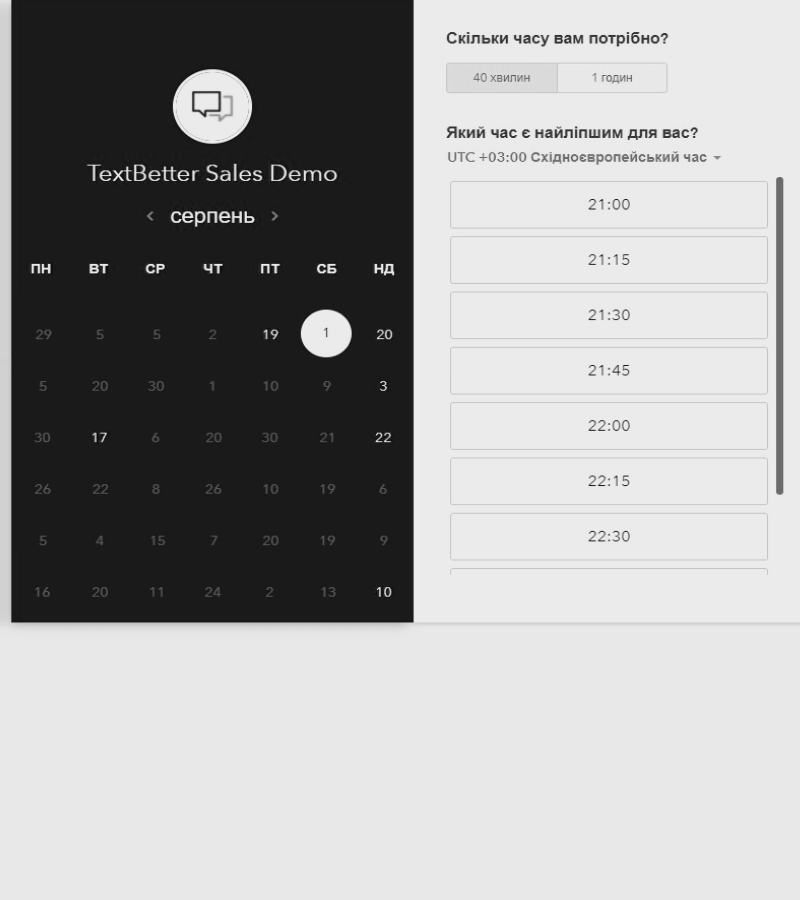 TextBetter Sales Demo
серпень
ПН ВТ СР ЧТ ПТ СБ НД
29 5 5 2 19 1 20
5 20 30 1 10 9 3
30 17 6 20 30 21 22
26 22 8 26 10 19 6
5 4 15 7 20 19 9
16 20 11 24 2 13 10
Скільки часу вам потрібно?
40 хвилин 1 годин
Який час є найліпшим для вас?
UTC +03:00 Східноєвропейський час
21:00
21:15
21:30
21:45
22:00
22:15
22:30